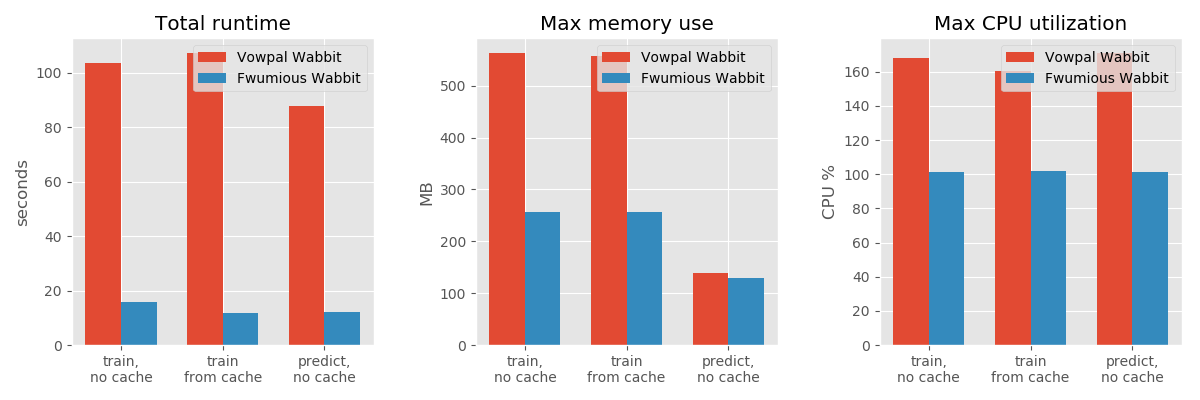 Total runtime
seconds
100
80
60
40
20
0
Vowpal Wabbit
Fwumious Wabbit
train,
no cache
train
from cache
predict,
no cache
Max memory use
MB
500
400
300
200
100
0
Vowpal Wabbit
Fwumious Wabbit
train,
no cache
train
from cache
predict,
no cache
Max CPU utilization
CPU %
160
140
120
100
80
60
40
20
0
Vowpal Wabbit
Fwumious Wabbit
train,
no cache
train
from cache
predict,
no cache